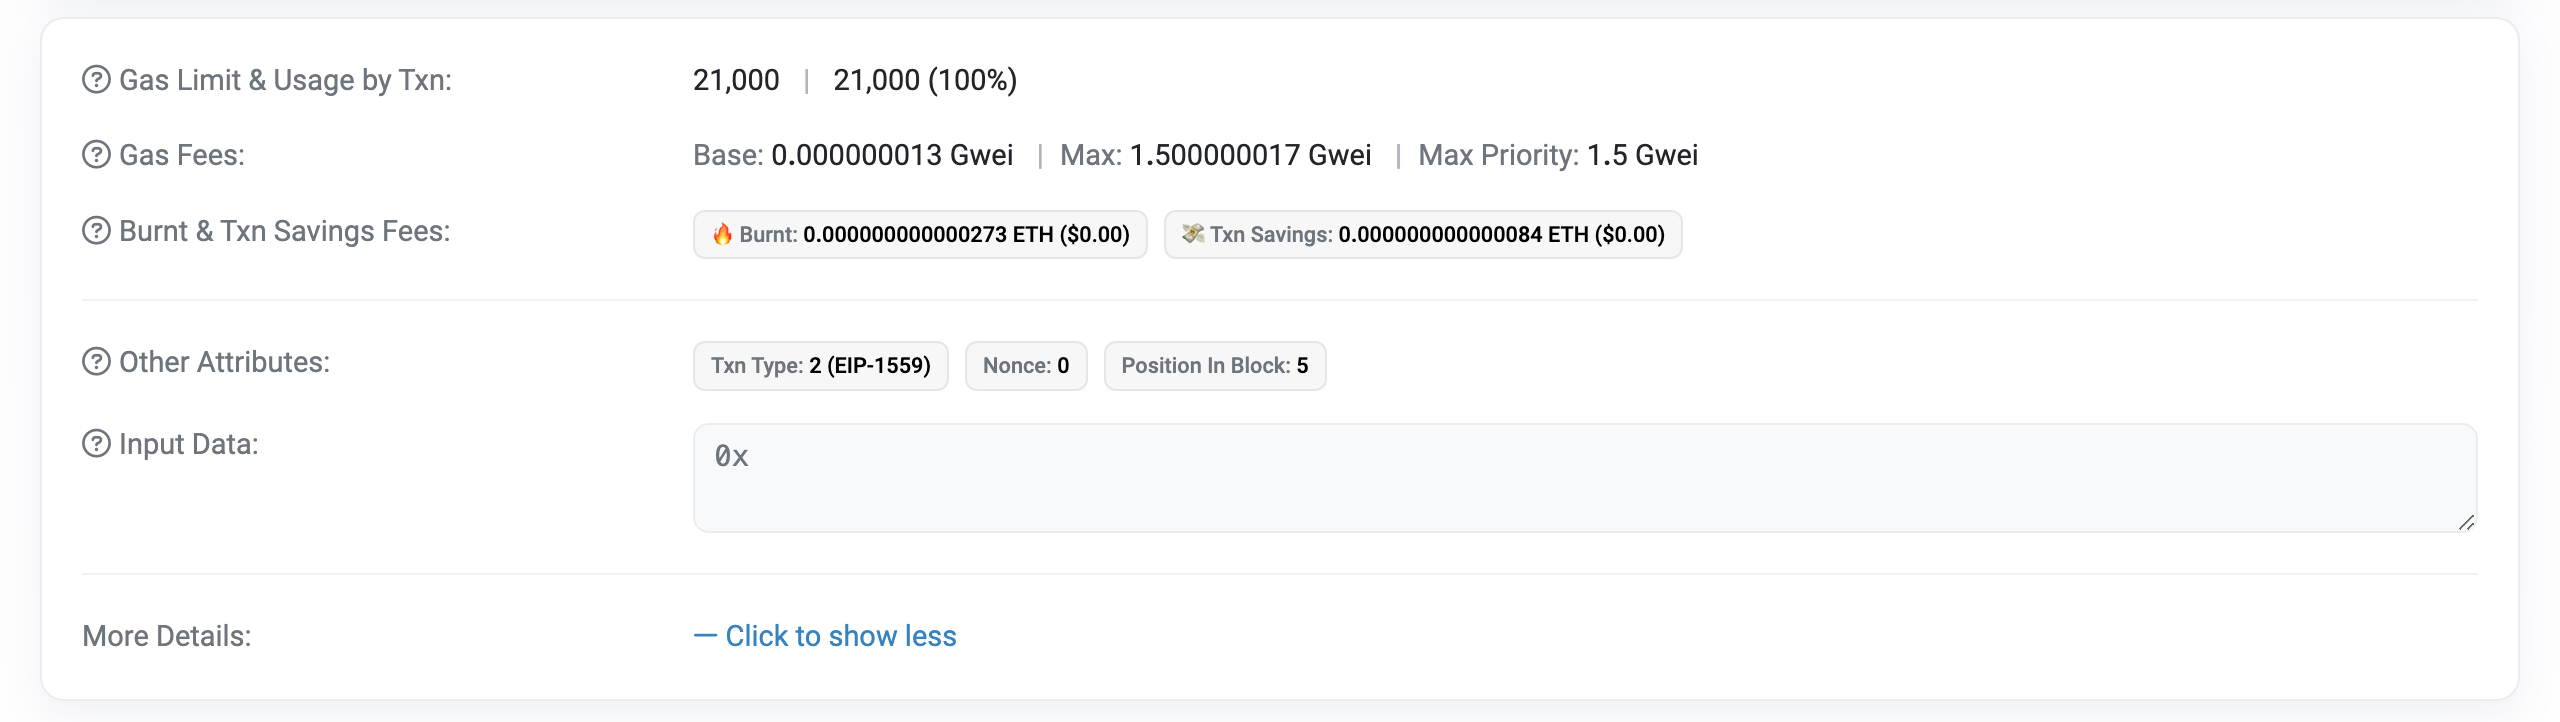 Gas Limit & Usage by Txn: 21,000 | 21,000 (100%)
Gas Fees: Base: 0.000000013 Gwei | Max: 1.500000017 Gwei | Max Priority: 1.5 Gwei
Burnt & Txn Savings Fees: 🔥 Burnt: 0.000000000000273 ETH ($0.00) 💸 Txn Savings: 0.000000000000084 ETH ($0.00)
Other Attributes: Txn Type: 2 (EIP-1559) Nonce: 0 Position In Block: 5
Input Data: 0x
More Details: — Click to show less